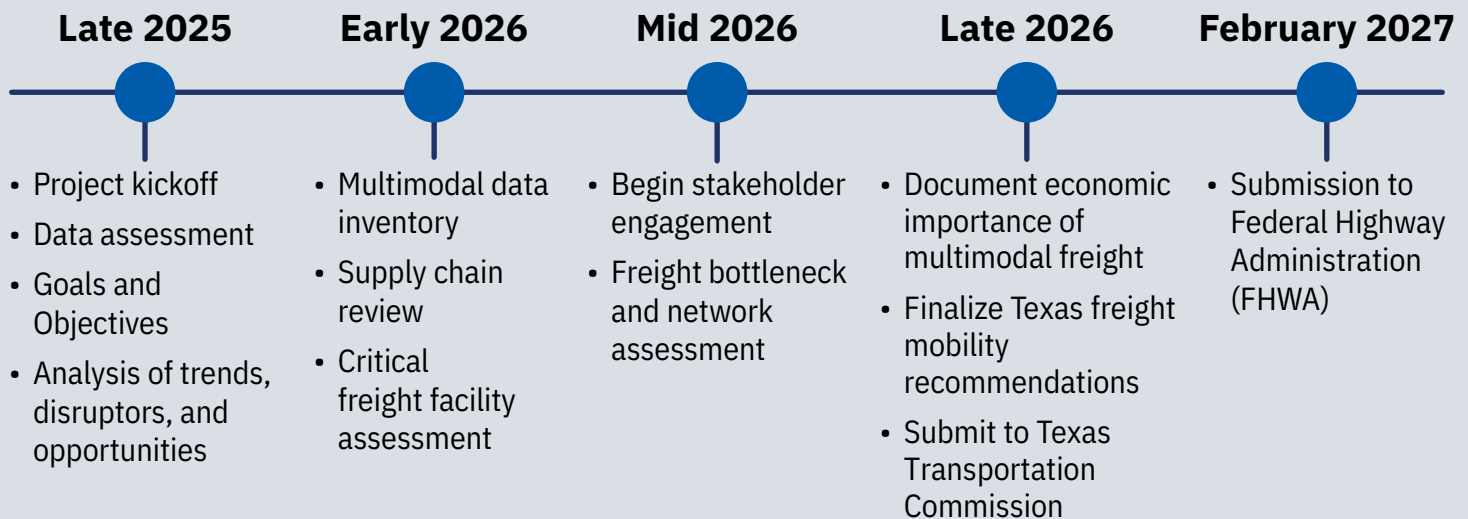 Late 2025
• Project kickoff
• Data assessment
• Goals and
Objectives
• Analysis of trends,
disruptors, and
opportunities
Early 2026
• Multimodal data
inventory
• Supply chain
review
• Critical
freight facility
assessment
Mid 2026
• Begin stakeholder
engagement
• Freight bottleneck
and network
assessment
Late 2026
• Document economic
importance of
multimodal freight
• Finalize Texas freight
mobility
recommendations
• Submit to Texas
Transportation
Commission
February 2027
• Submission to
Federal Highway
Administration
(FHWA)